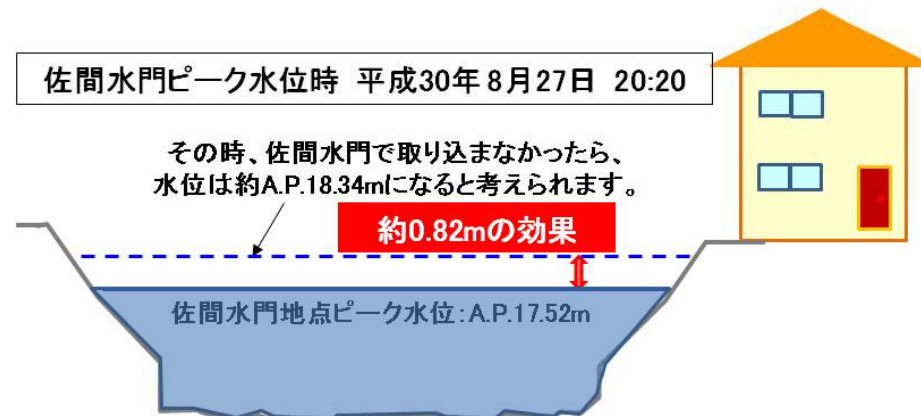 佐間水門ピーク水位時 平成30年8月27日 20:20
その時、佐間水門で取り込まなかったら、
水位は約A.P.18.34mになると考えられます。
約0.82mの効果
佐間水門地点ピーク水位:A.P.17.52m